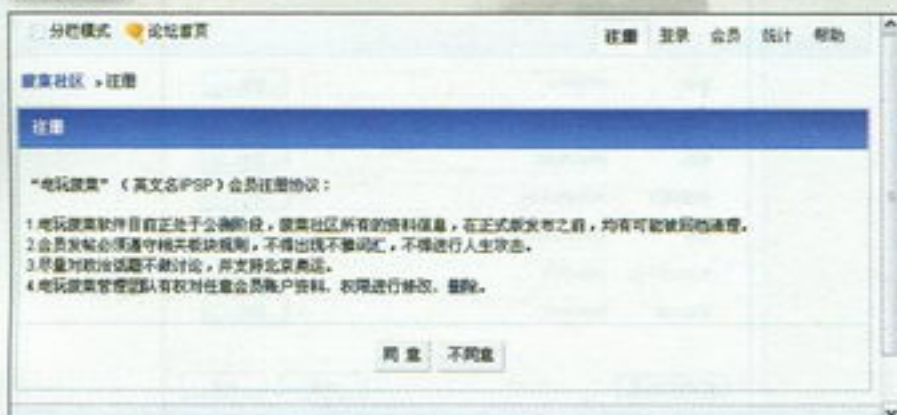 分栏模式 论坛首页 注册 登录 会员 统计 帮助
菠菜社区 » 注册
注册
“电玩菠菜”（英文名iPSP）会员注册协议：
1.电玩菠菜软件目前正处于公测阶段，菠菜社区所有的资料信息，在正式版发布之前，均有可能被回档清理。
2.会员发帖必须遵守相关板块规则，不得出现不雅词汇，不得进行人生攻击。
3.尽量对政治话题不做讨论，并支持北京奥运。
4.电玩菠菜管理团队有权对任意会员账户资料、权限进行修改、删除。
同 意 不同意